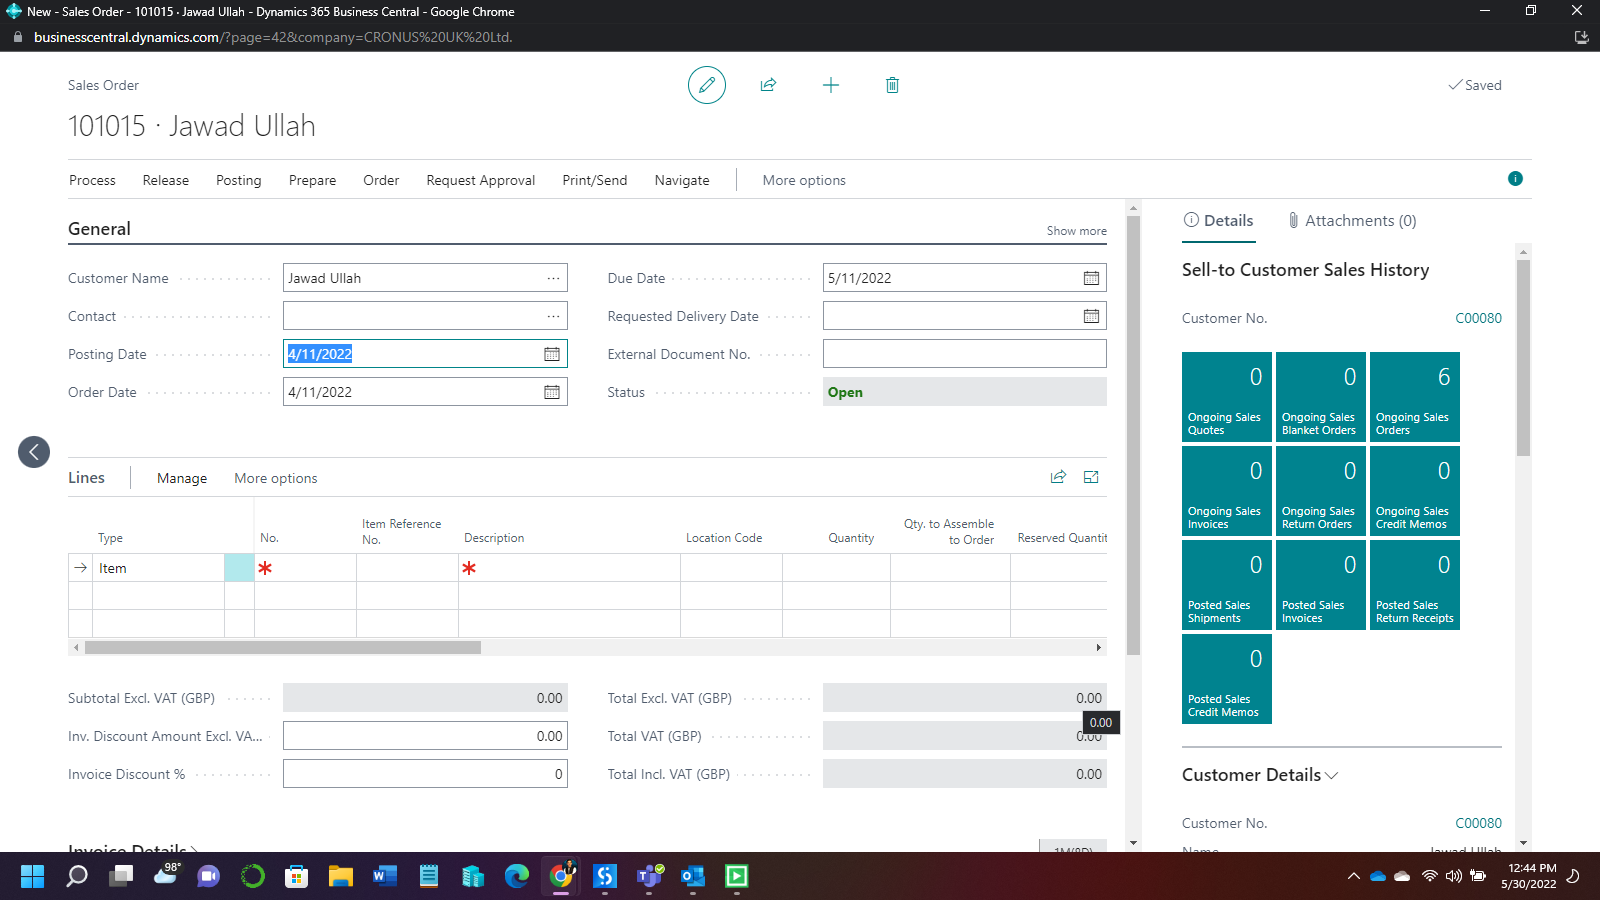 New - Sales Order - 101015 · Jawad Ullah - Dynamics 365 Business Central - Google Chrome
businesscentral.dynamics.com/?page=42&company=CRONUS%20UK%20Ltd.
Sales Order
Saved
101015 · Jawad Ullah
Process Release Posting Prepare Order Request Approval Print/Send Navigate More options
General
Show more
Customer Name
Jawad Ullah
Contact
Posting Date
4/11/2022
Order Date
4/11/2022
Due Date
5/11/2022
Requested Delivery Date
External Document No.
Status
Open
Lines
Manage
More options
Type
No.
Item Reference
No.
Description
Location Code
Quantity
Qty. to Assemble
to Order
Reserved Quantit
Item
Subtotal Excl. VAT (GBP)
0.00
Inv. Discount Amount Excl. VA...
0.00
Invoice Discount %
0
Total Excl. VAT (GBP)
0.00
0.00
Total VAT (GBP)
0.00
Total Incl. VAT (GBP)
0.00
Invoice Details
1M(8D)
Details
Attachments (0)
Sell-to Customer Sales History
Customer No.
C00080
0
Ongoing Sales
Quotes
0
Ongoing Sales
Blanket Orders
6
Ongoing Sales
Orders
0
Ongoing Sales
Invoices
0
Ongoing Sales
Return Orders
0
Ongoing Sales
Credit Memos
0
Posted Sales
Shipments
0
Posted Sales
Invoices
0
Posted Sales
Return Receipts
0
Posted Sales
Credit Memos
Customer Details
Customer No.
C00080
Name
Jawad Ullah
98°
12:44 PM
5/30/2022